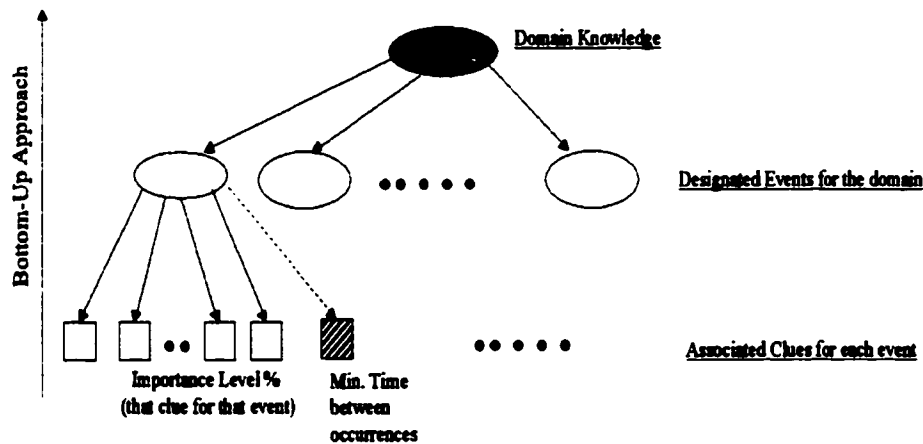 Domain Knowledge
Bottom-Up Approach
Designated Events for the domain
Associated Clues for each event
Importance Level %
(that clue for that event)
Min. Time
between
occurrences